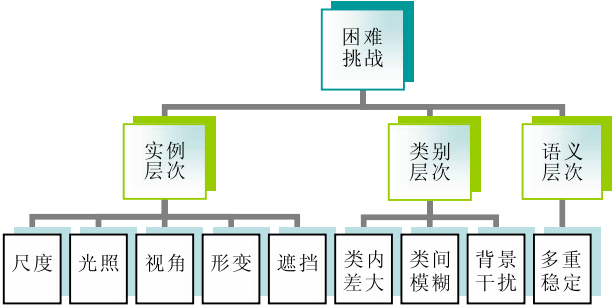 困难
挑战
实例
层次
类别
层次
语义
层次
尺度
光照
视角
形变
遮挡
类内
差大
类间
模糊
背景
干扰
多重
稳定